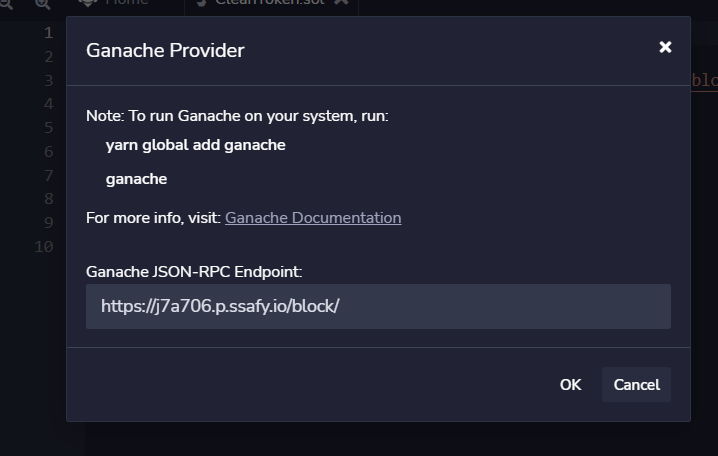 Home
CleanToken.sol
Ganache Provider
1
2
3
4
5
6
7
8
9
10
Note: To run Ganache on your system, run:
yarn global add ganache
ganache
For more info, visit: Ganache Documentation
Ganache JSON-RPC Endpoint:
https://j7a706.p.ssafy.io/block/
OK
Cancel